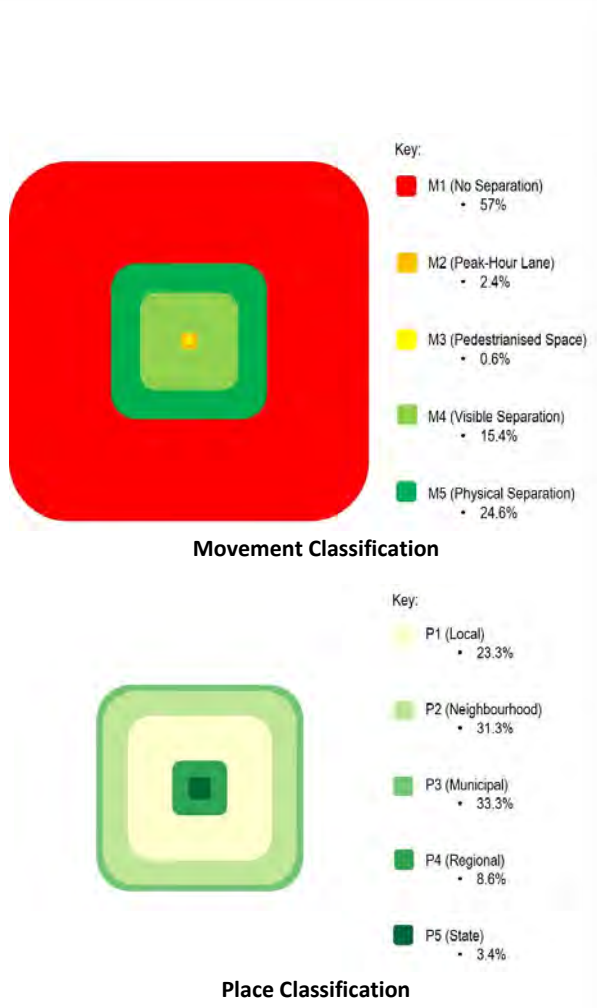 Key:
M1 (No Separation)
• 57%
M2 (Peak-Hour Lane)
• 2.4%
M3 (Pedestrianised Space)
• 0.6%
M4 (Visible Separation)
• 15.4%
M5 (Physical Separation)
• 24.6%
Movement Classification
Key:
P1 (Local)
• 23.3%
P2 (Neighbourhood)
• 31.3%
P3 (Municipal)
• 33.3%
P4 (Regional)
• 8.6%
P5 (State)
• 3.4%
Place Classification